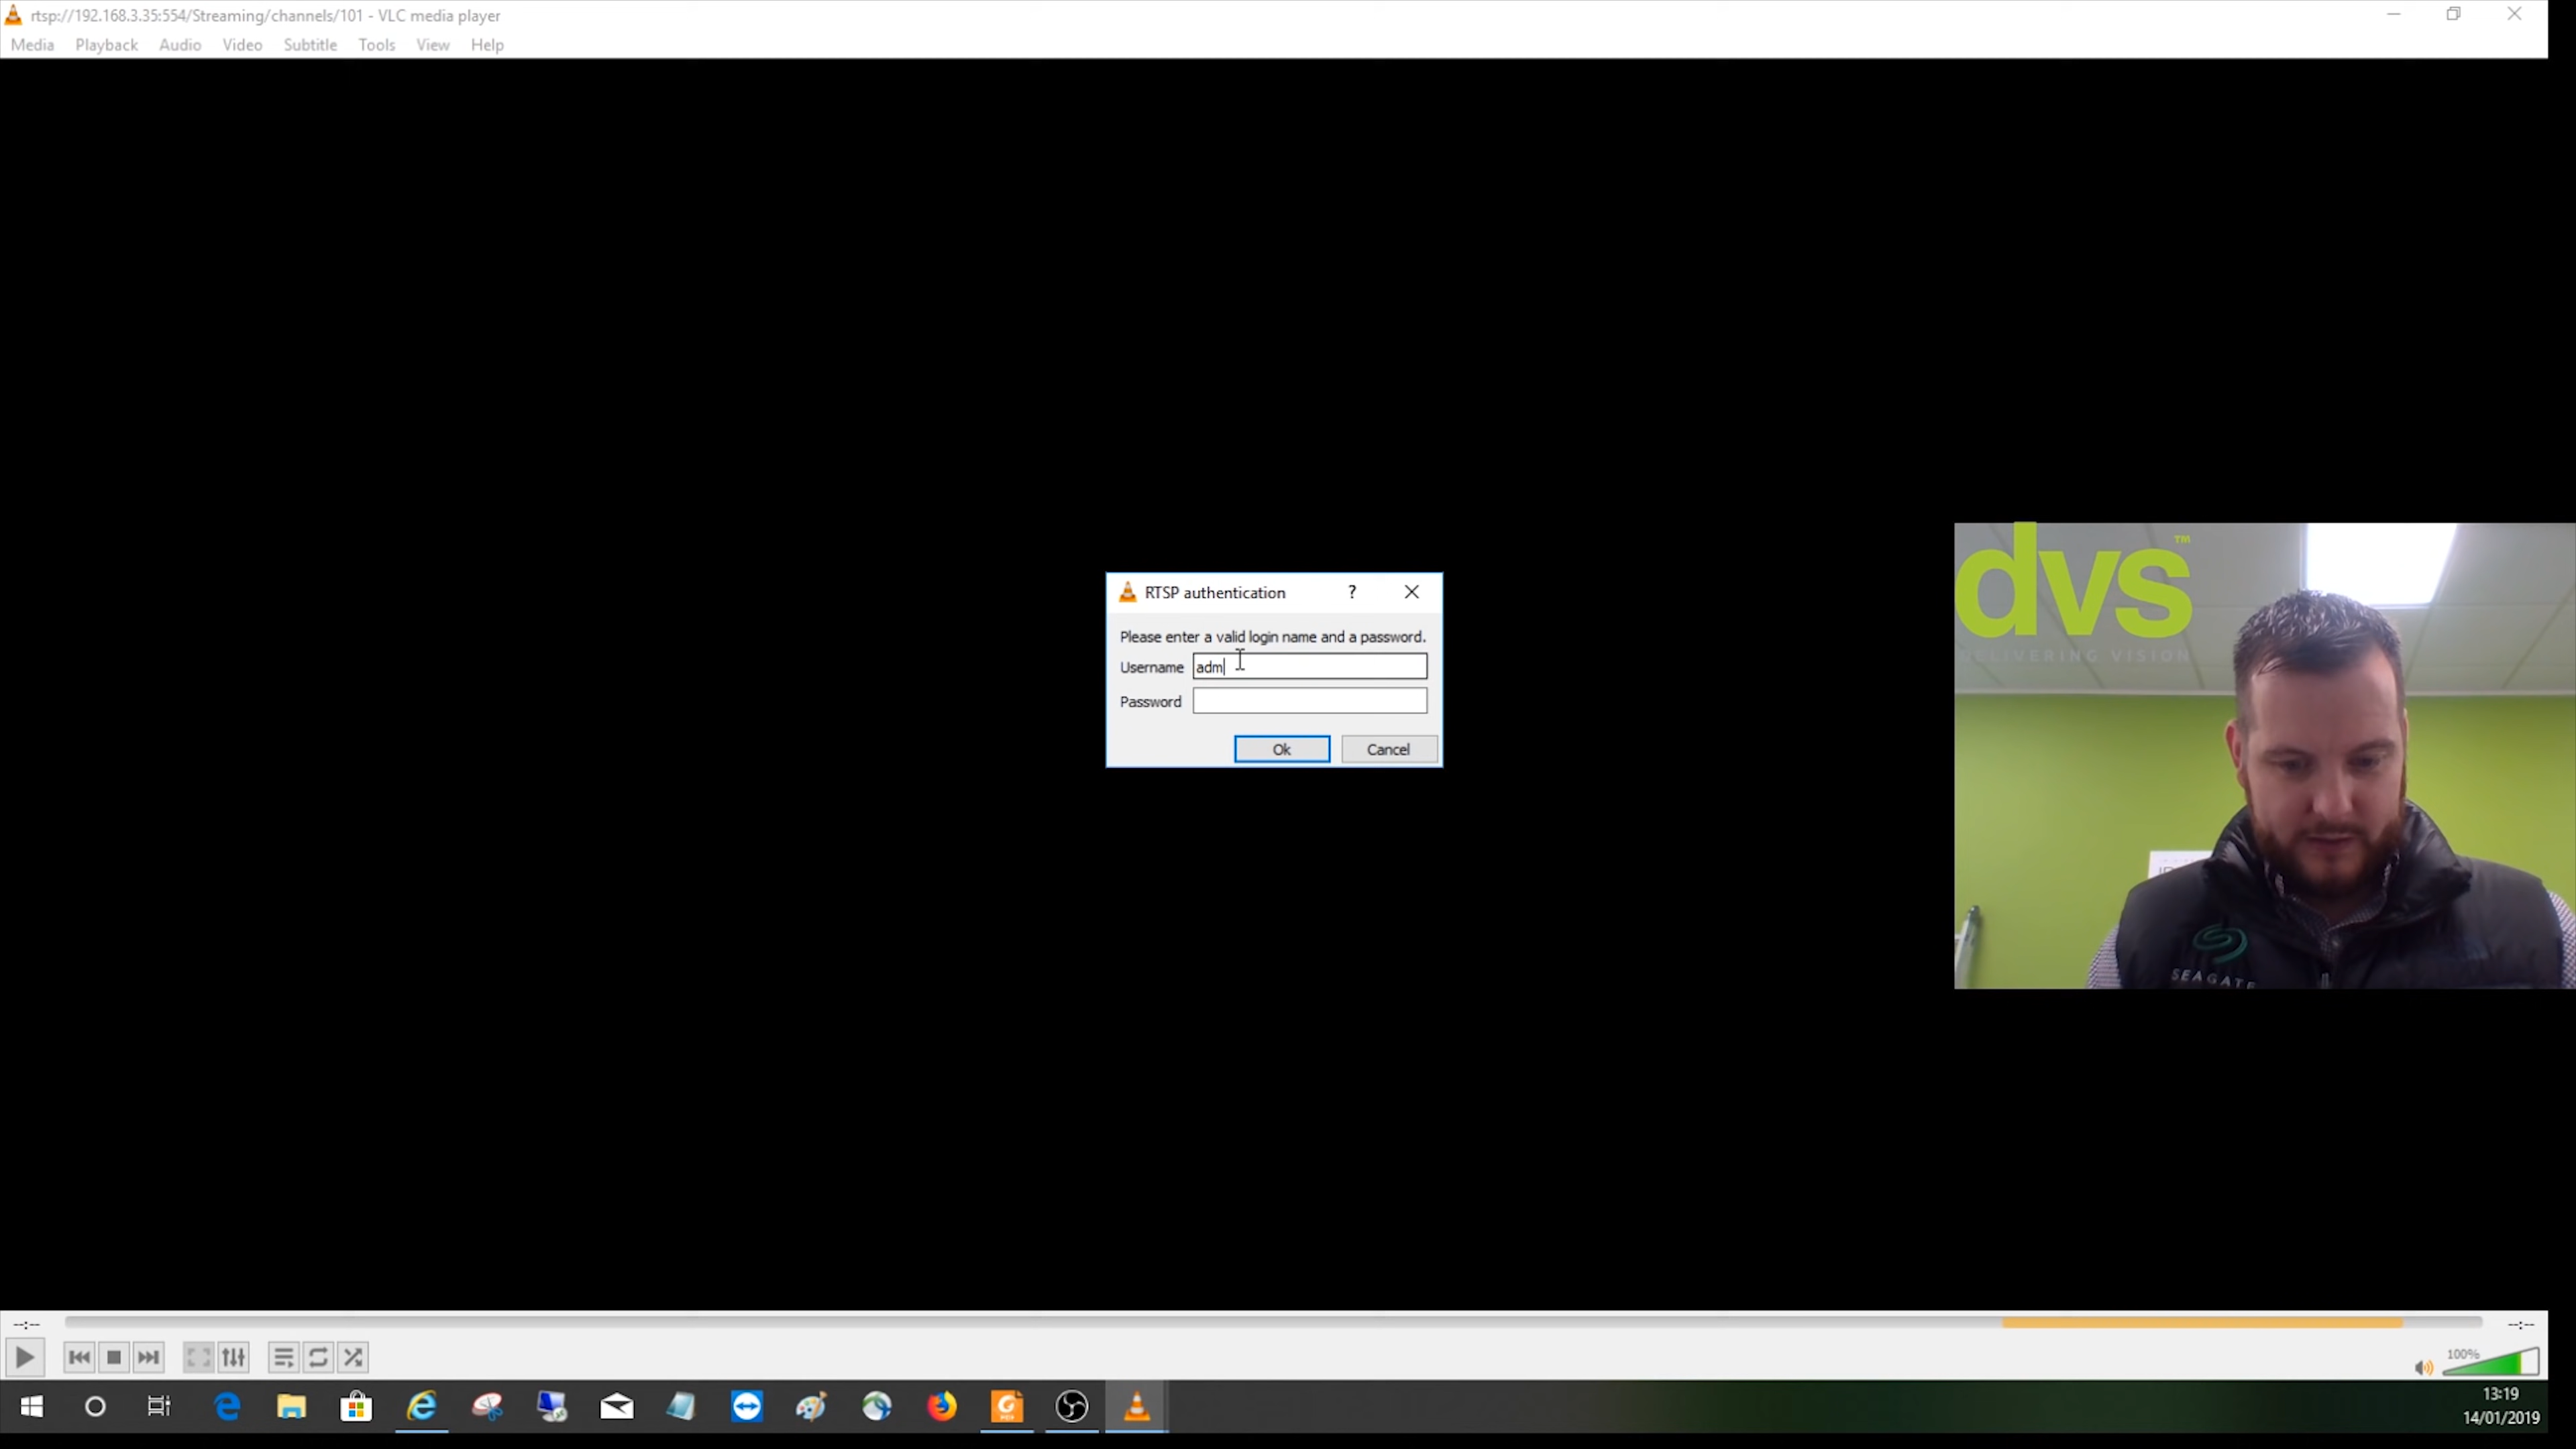 rtsp://192.168.3.35:554/Streaming/channels/101 - VLC media player
Media Playback Audio Video Subtitle Tools View Help
RTSP authentication ?
Please enter a valid login name and a password.
Username adm
Password
Ok Cancel
dvs™
DELIVERING VISION
SEAGATE
--:-- --:--
100%
13:19
14/01/2019